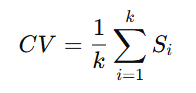 CV = \frac{1}{k} \sum_{i=1}^{k} S_i